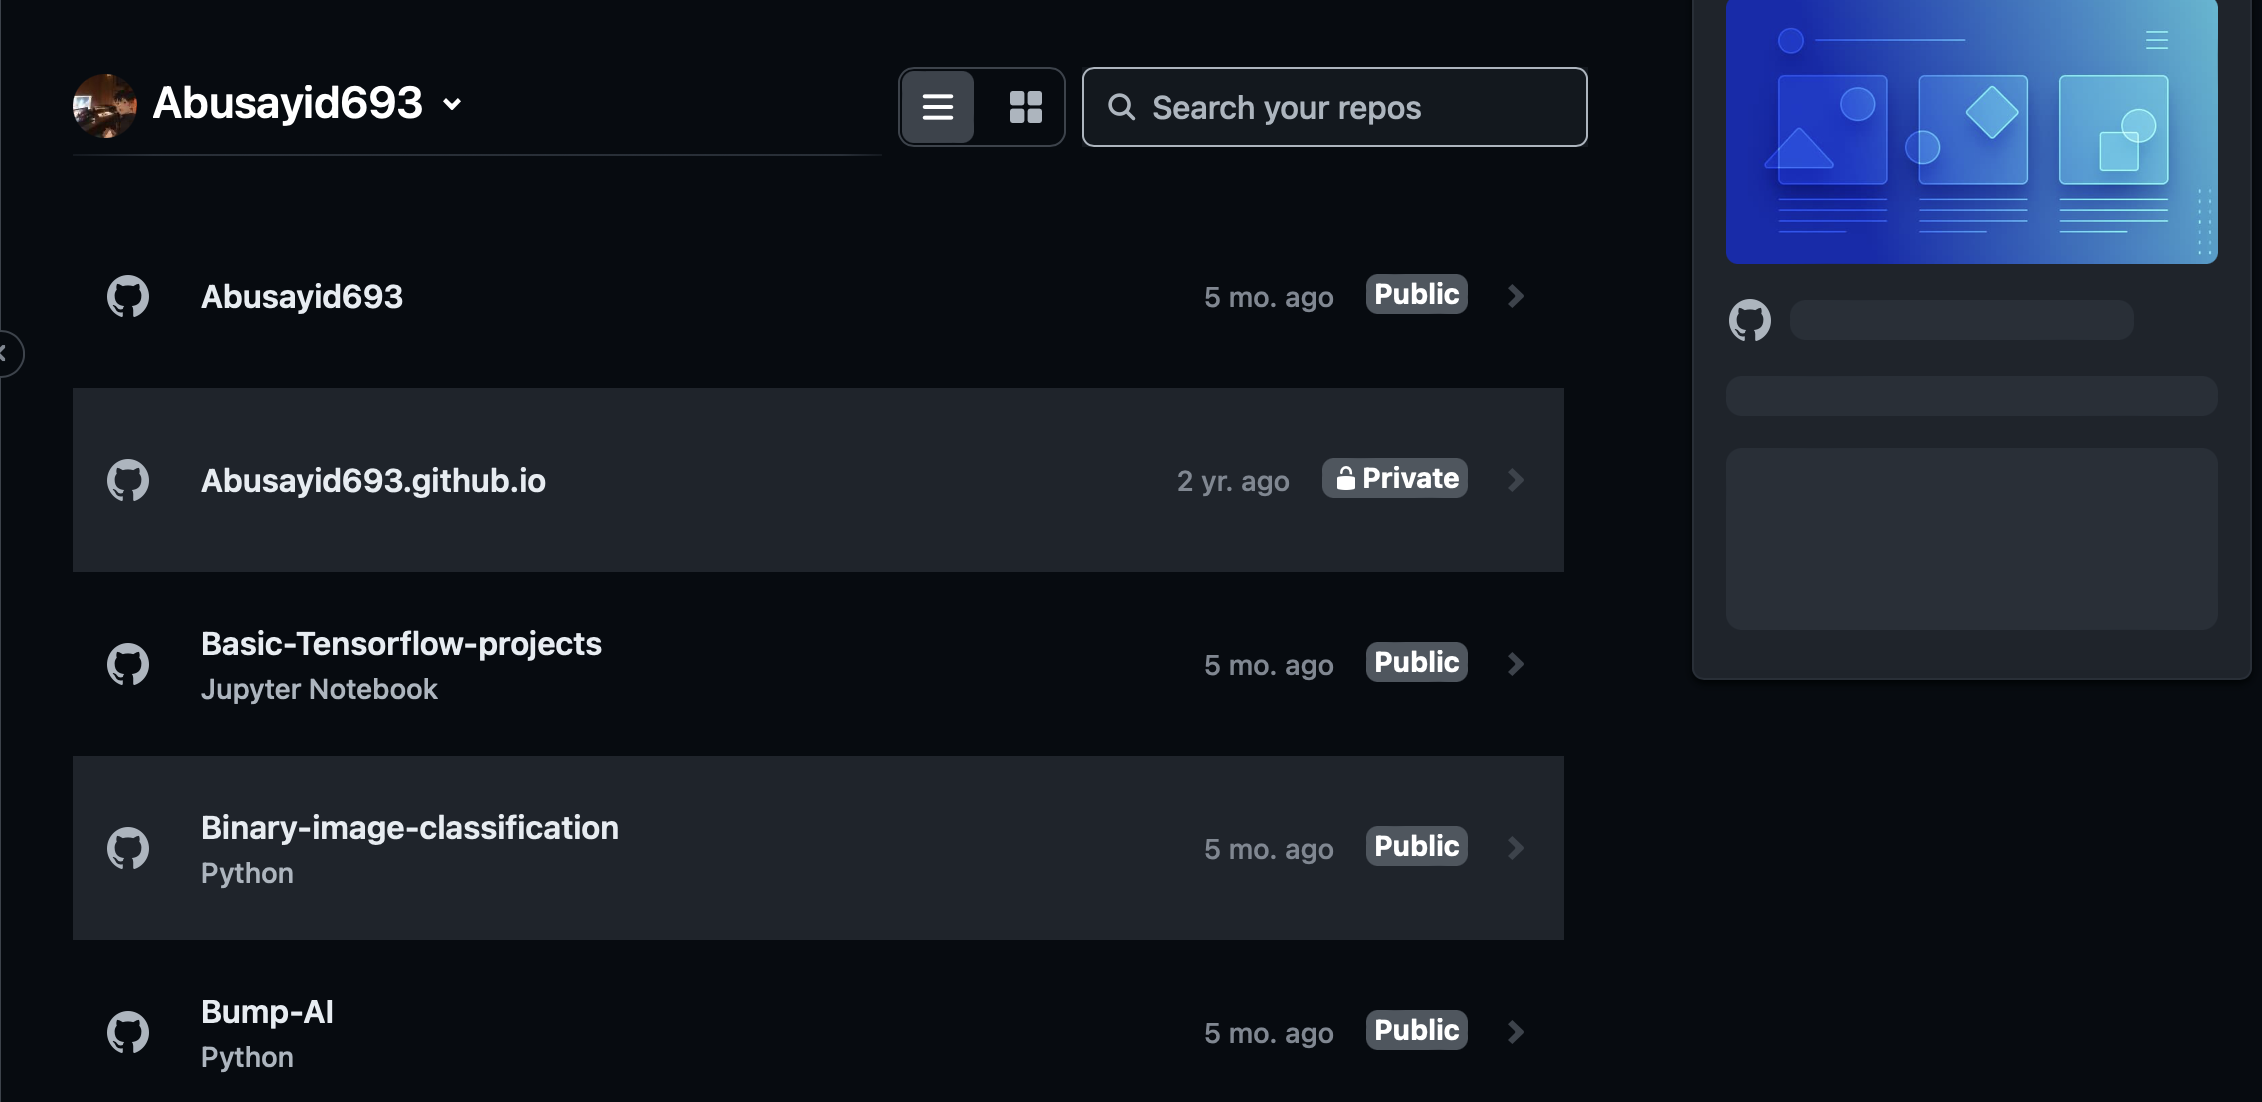 Abusayid693
Search your repos
Abusayid693
5 mo. ago
Public
Abusayid693.github.io
2 yr. ago
Private
Basic-Tensorflow-projects
Jupyter Notebook
5 mo. ago
Public
Binary-image-classification
Python
5 mo. ago
Public
Bump-AI
Python
5 mo. ago
Public